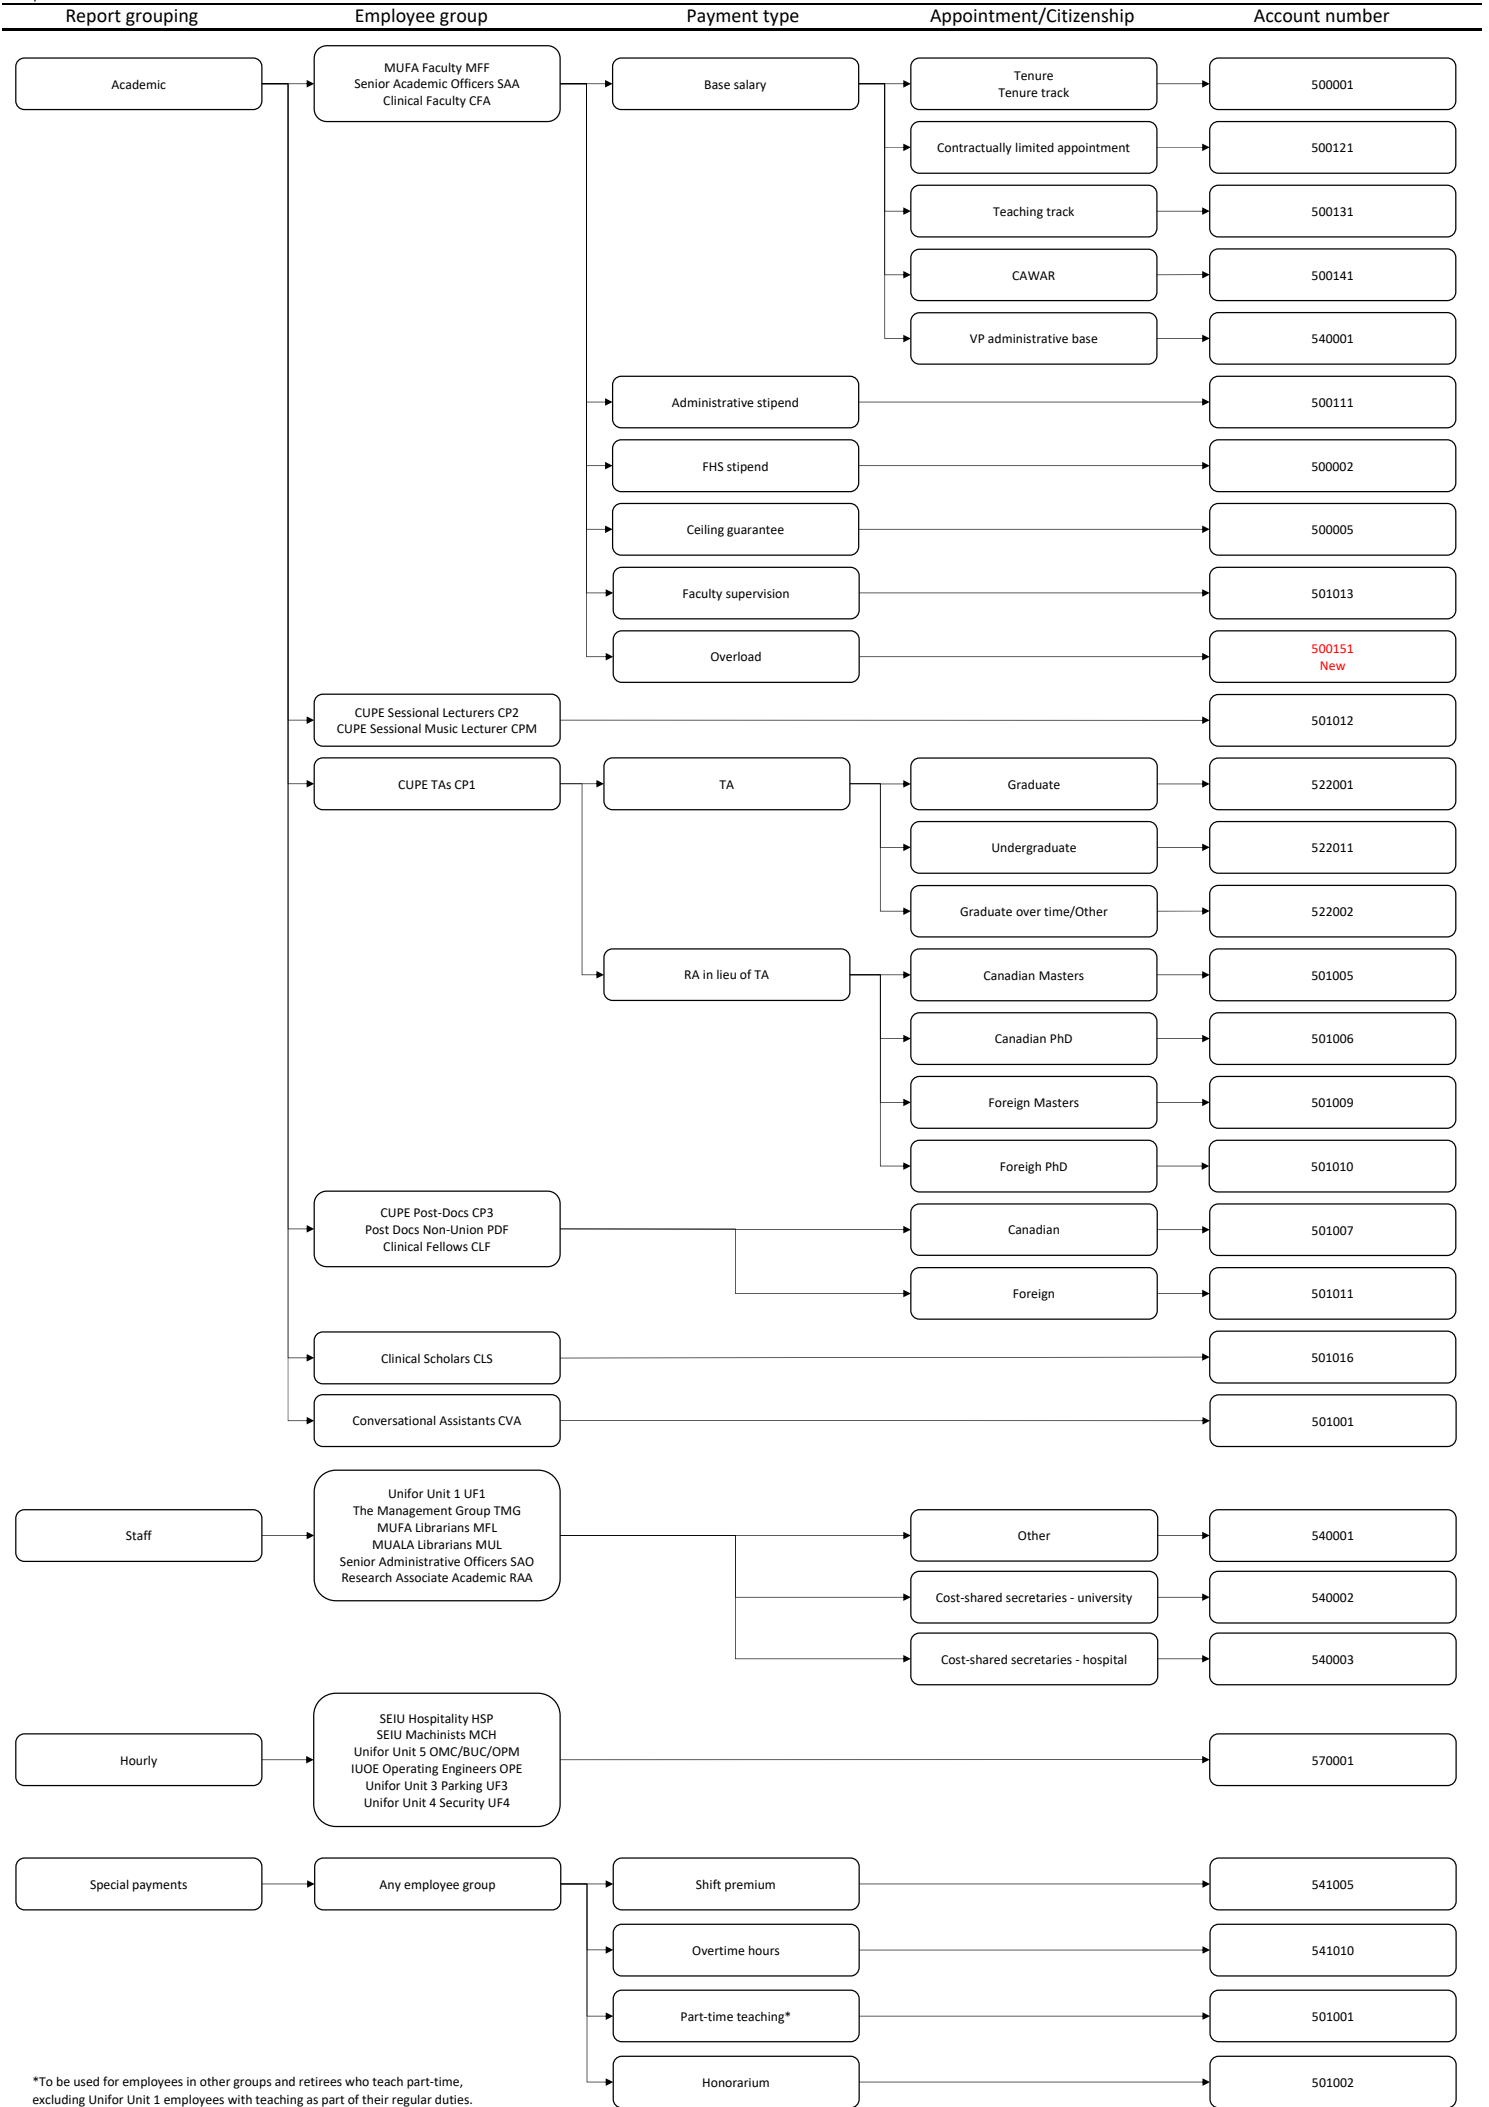 Report grouping
Employee group
Payment type
Appointment/Citizenship
Account number
Academic
MUFA Faculty MFF
Senior Academic Officers SAA
Clinical Faculty CFA
Base salary
Tenure
Tenure track
500001
Contractually limited appointment
500121
Teaching track
500131
CAWAR
500141
VP administrative base
540001
Administrative stipend
500111
FHS stipend
500002
Ceiling guarantee
500005
Faculty supervision
501013
Overload
500151
New
CUPE Sessional Lecturers CP2
CUPE Sessional Music Lecturer CPM
501012
CUPE TAs CP1
TA
Graduate
522001
Undergraduate
522011
Graduate over time/Other
522002
RA in lieu of TA
Canadian Masters
501005
Canadian PhD
501006
Foreign Masters
501009
Foreigh PhD
501010
CUPE Post-Docs CP3
Post Docs Non-Union PDF
Clinical Fellows CLF
Canadian
501007
Foreign
501011
Clinical Scholars CLS
501016
Conversational Assistants CVA
501001
Staff
Unifor Unit 1 UF1
The Management Group TMG
MUFA Librarians MFL
MUALA Librarians MUL
Senior Administrative Officers SAO
Research Associate Academic RAA
Other
540001
Cost-shared secretaries - university
540002
Cost-shared secretaries - hospital
540003
Hourly
SEIU Hospitality HSP
SEIU Machinists MCH
Unifor Unit 5 OMC/BUC/OPM
IUOE Operating Engineers OPE
Unifor Unit 3 Parking UF3
Unifor Unit 4 Security UF4
570001
Special payments
Any employee group
Shift premium
541005
Overtime hours
541010
Part-time teaching*
501001
Honorarium
501002
*To be used for employees in other groups and retirees who teach part-time,
excluding Unifor Unit 1 employees with teaching as part of their regular duties.